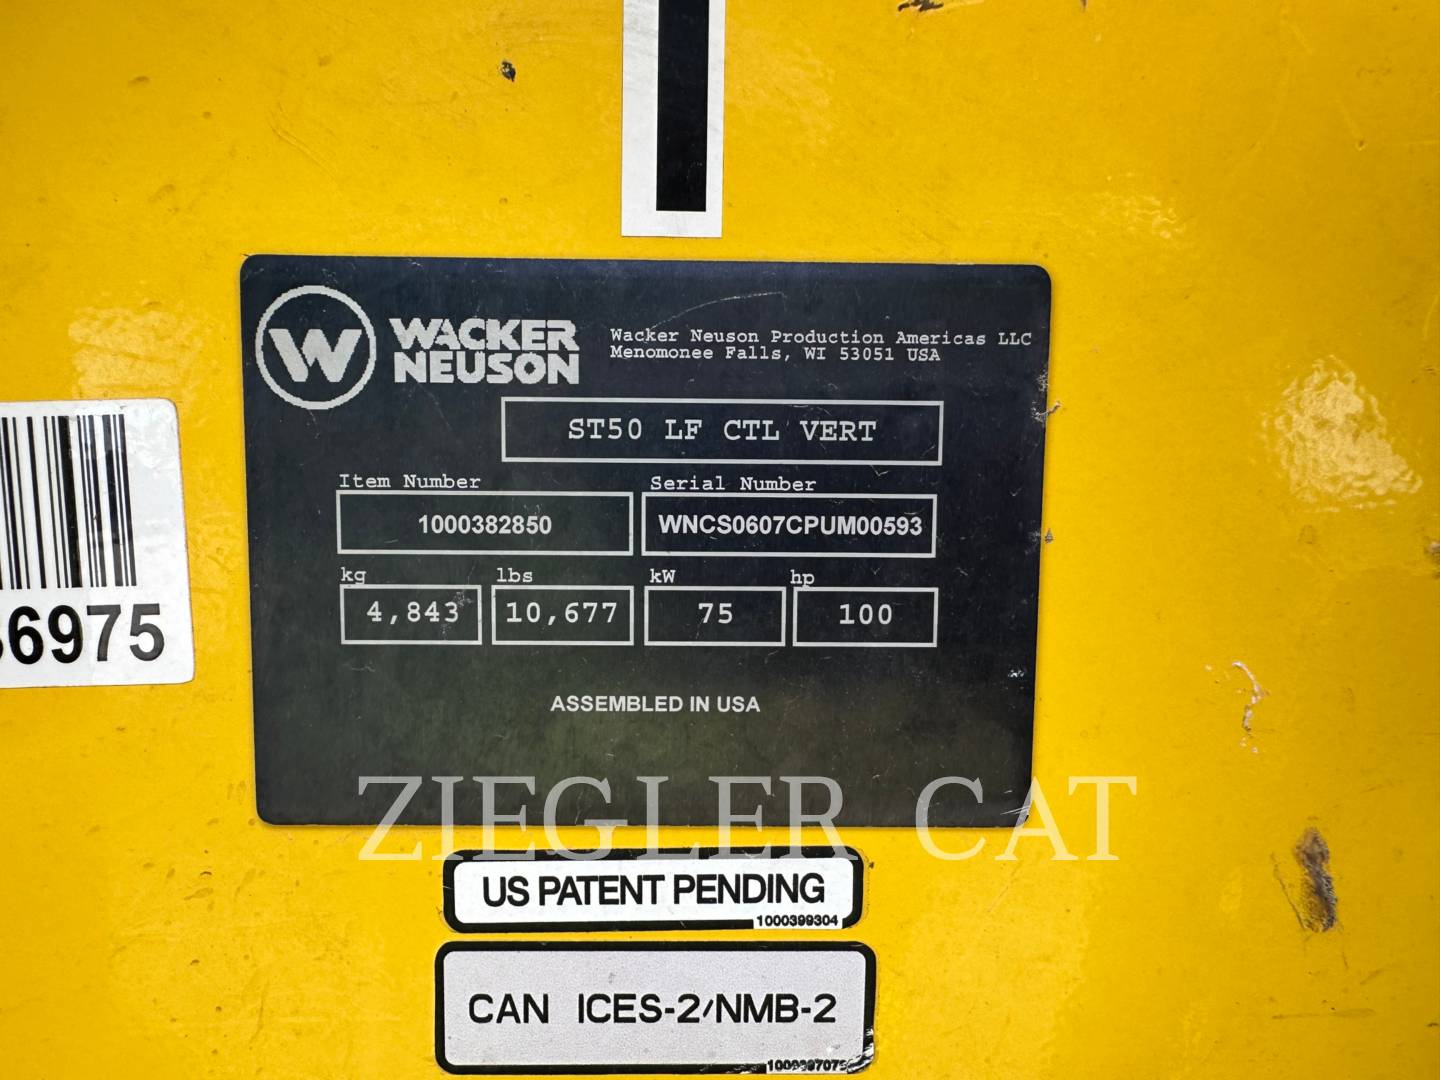 W WACKER
NEUSON
Wacker Neuson Production Americas LLC
Menomonee Falls, WI 53051 USA
ST50 LF CTL VERT
Item Number Serial Number
1000382850 WNCS0607CPUM00593
kg lbs kW hp
4,843 10,677 75 100
6975
ASSEMBLED IN USA
ZIEGLER CAT
US PATENT PENDING
1000399304
CAN ICES-2/NMB-2